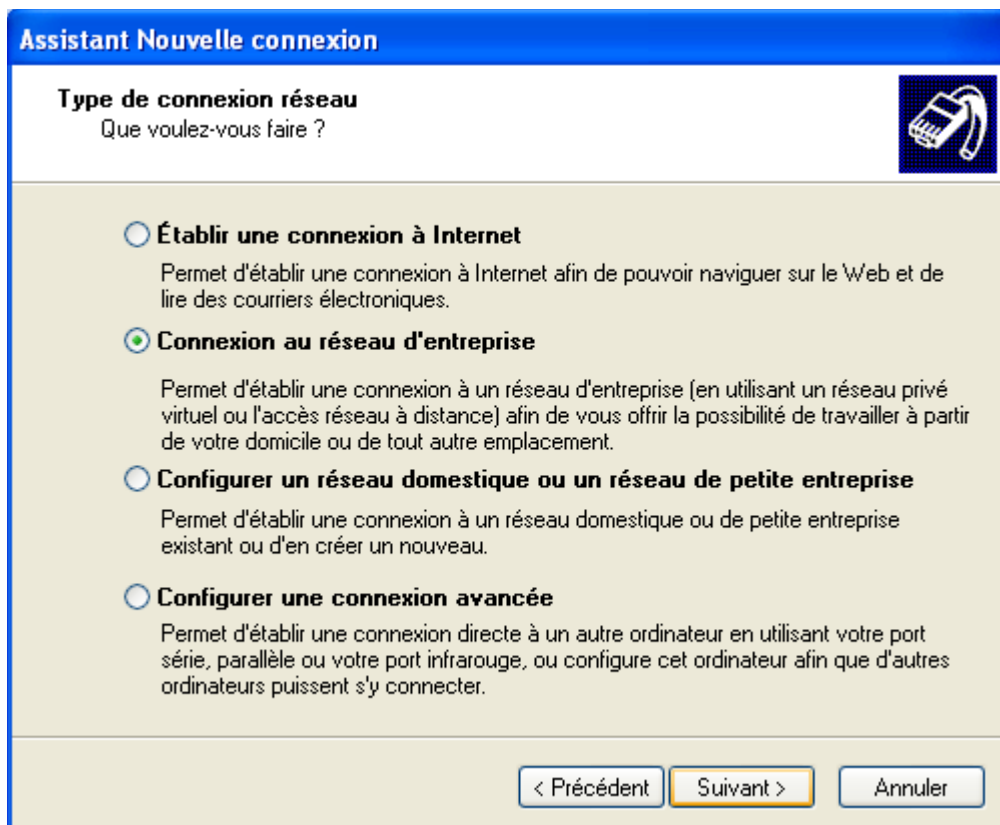 Assistant Nouvelle connexion
Type de connexion réseau
Que voulez-vous faire ?
Établir une connexion à Internet
Permet d'établir une connexion à Internet afin de pouvoir naviguer sur le Web et de
lire des courriers électroniques.
Connexion au réseau d'entreprise
Permet d'établir une connexion à un réseau d'entreprise (en utilisant un réseau privé
virtuel ou l'accès réseau à distance) afin de vous offrir la possibilité de travailler à partir
de votre domicile ou de tout autre emplacement.
Configurer un réseau domestique ou un réseau de petite entreprise
Permet d'établir une connexion à un réseau domestique ou de petite entreprise
existant ou d'en créer un nouveau.
Configurer une connexion avancée
Permet d'établir une connexion directe à un autre ordinateur en utilisant votre port
série, parallèle ou votre port infrarouge, ou configure cet ordinateur afin que d'autres
ordinateurs puissent s'y connecter.
< Précédent Suivant > Annuler